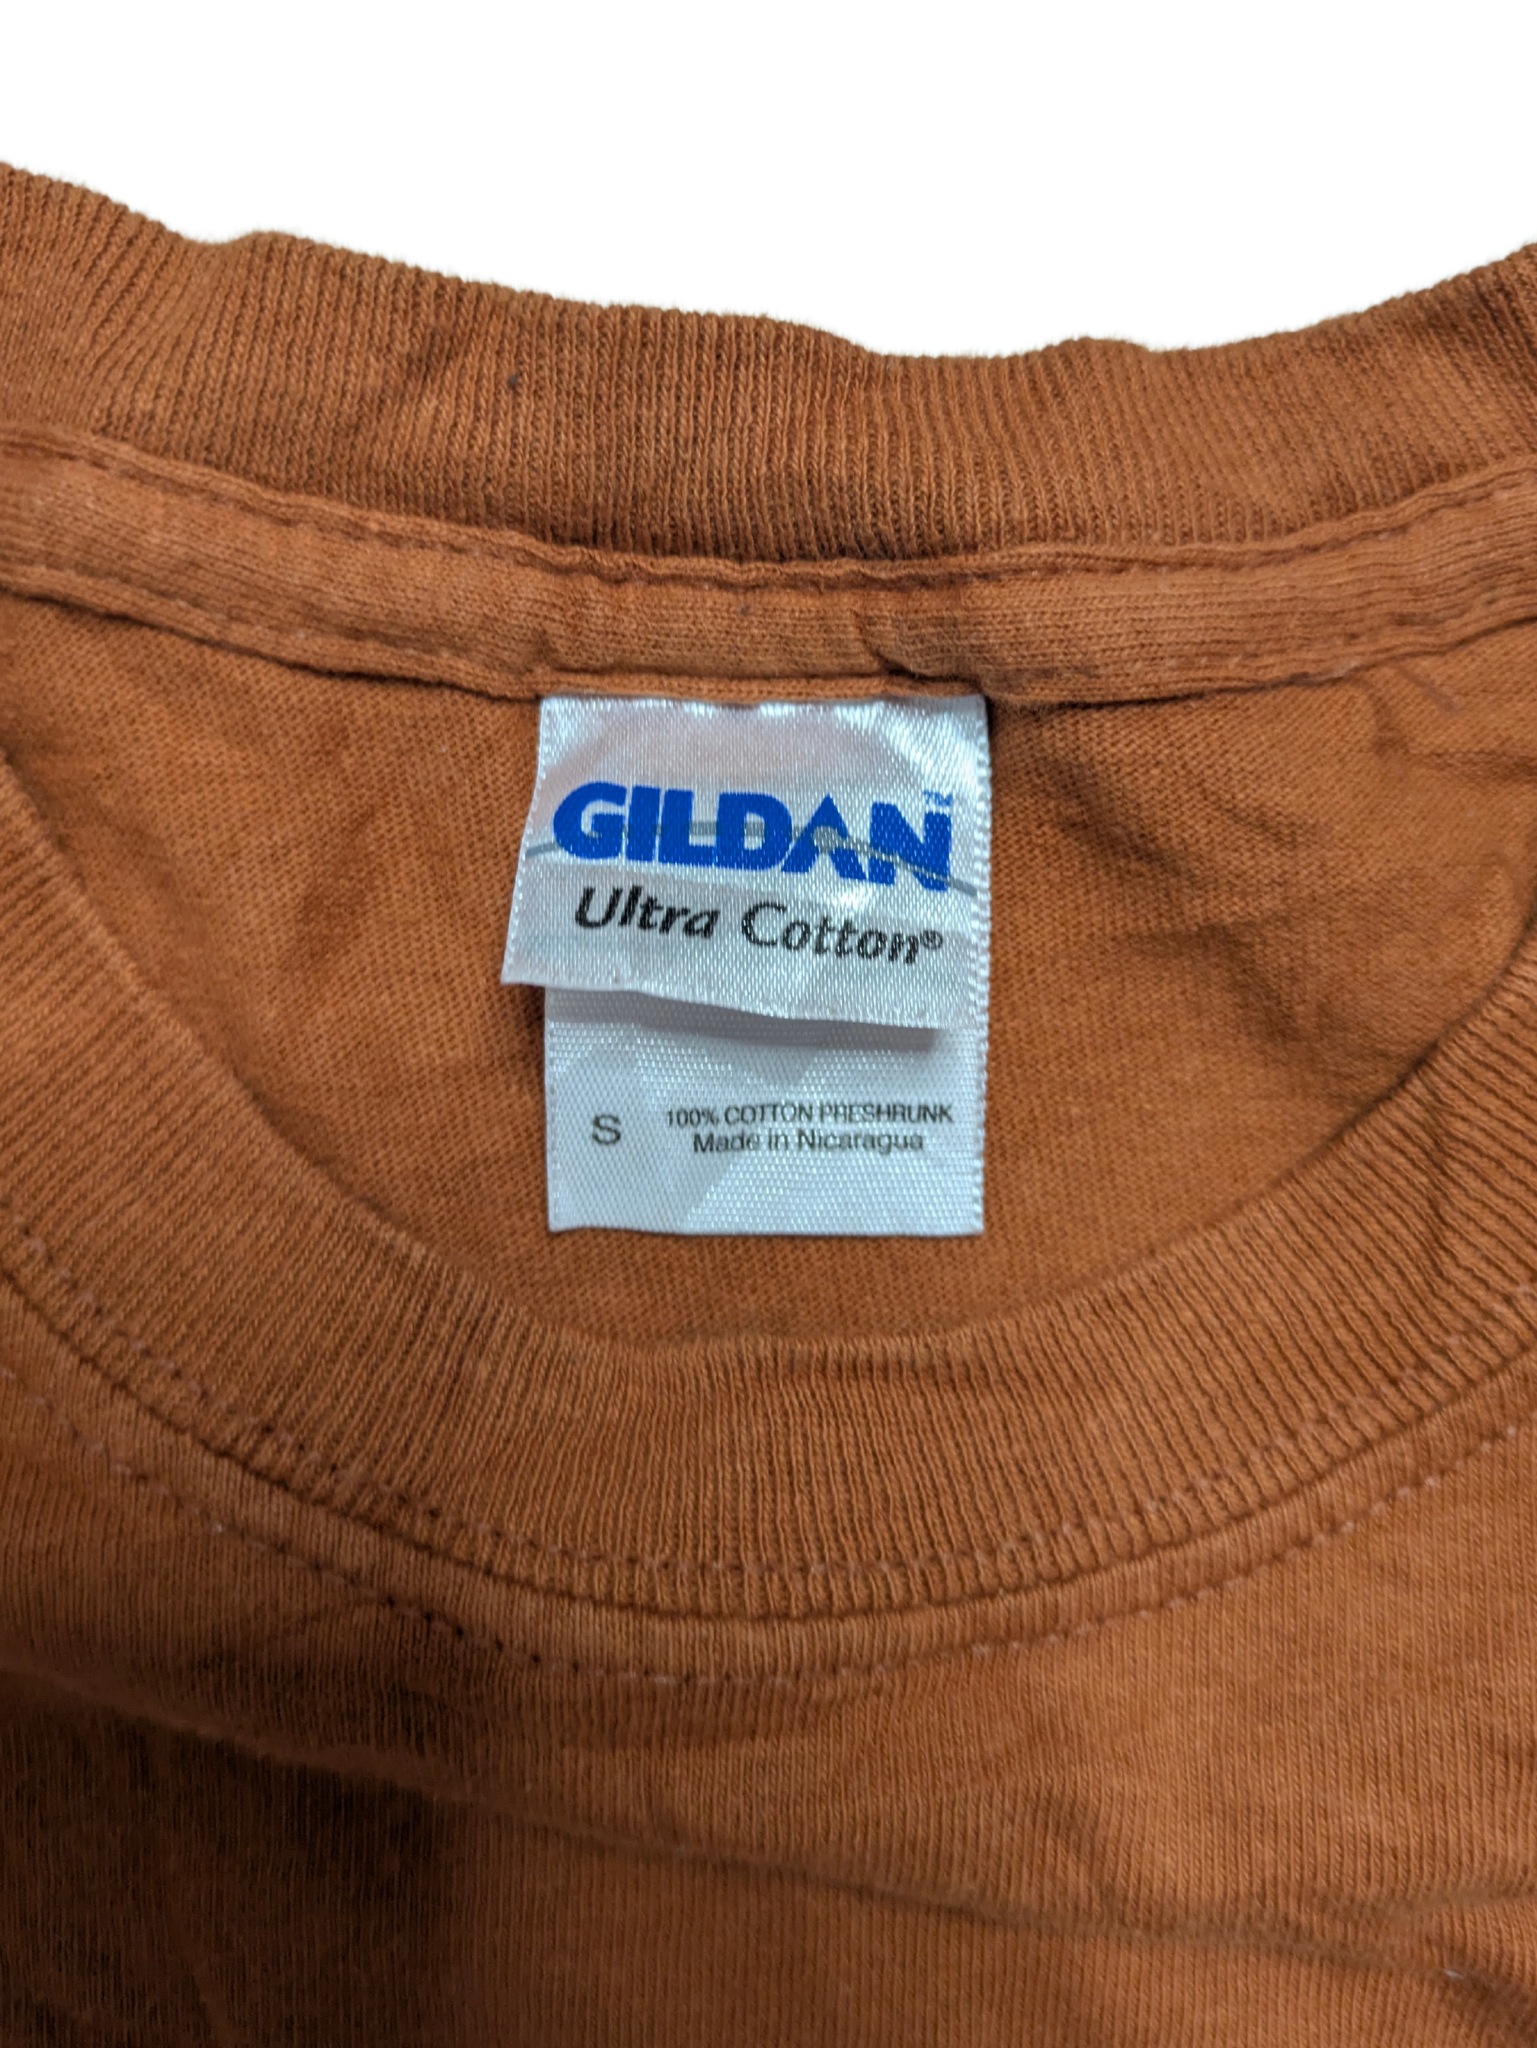 GILDAN™
Ultra Cotton®
S
100% COTTON PRESHRUNK
Made in Nicaragua